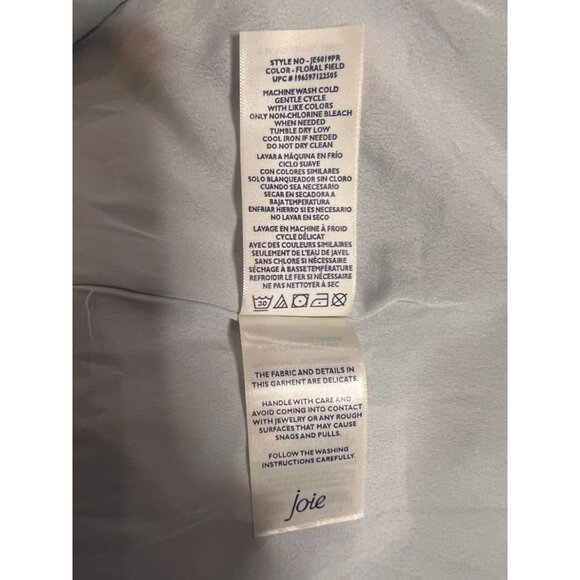 STYLE NO - JE6019PR
COLOR - FLORAL FIELD
UPC # 196597122505
MACHINE WASH COLD
GENTLE CYCLE
WITH LIKE COLORS
ONLY NON-CHLORINE BLEACH
WHEN NEEDED
TUMBLE DRY LOW
COOL IRON IF NEEDED
DO NOT DRY CLEAN
LAVAR A MÁQUINA EN FRÍO
CICLO SUAVE
CON COLORES SIMILARES
SOLO BLANQUEADOR SIN CLORO
CUANDO SEA NECESARIO
SECAR EN SECADORA A
BAJA TEMPERATURA
ENFRIAR HIERRO SI ES NECESARIO
NO LAVAR EN SECO
LAVAGE EN MACHINE À FROID
CYCLE DÉLICAT
AVEC DES COULEURS SIMILAIRES
SEULEMENT DE L'EAU DE JAVEL
SANS CHLORE SI NÉCESSAIRE
SÉCHAGE À BASSE TEMPÉRATURE
REFROIDIR LE FER SI NÉCESSAIRE
NE PAS NETTOYER À SEC
30
THE FABRIC AND DETAILS IN
THIS GARMENT ARE DELICATE.
HANDLE WITH CARE AND
AVOID COMING INTO CONTACT
WITH JEWELRY OR ANY ROUGH
SURFACES THAT MAY CAUSE
SNAGS AND PULLS.
FOLLOW THE WASHING
INSTRUCTIONS CAREFULLY.
joie